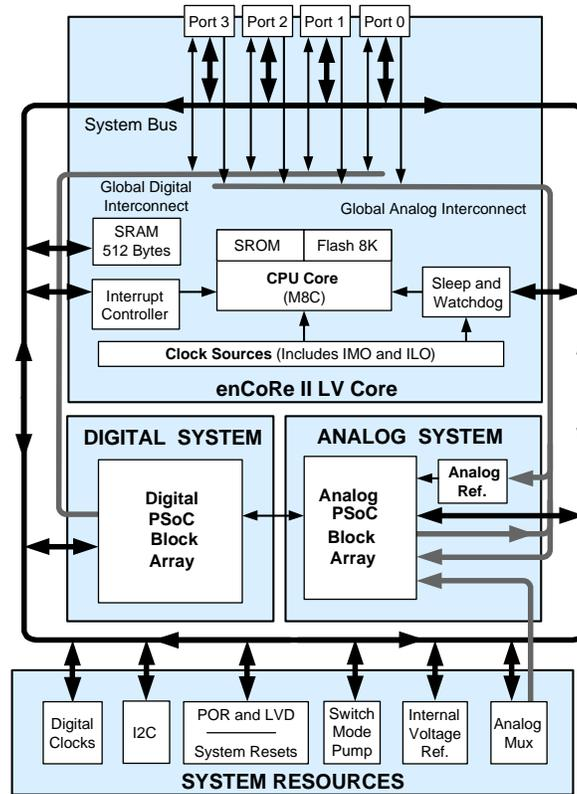 Port 3
Port 2
Port 1
Port 0
System Bus
Global Digital
Interconnect
Global Analog Interconnect
SRAM
512 Bytes
SROM
Flash 8K
CPU Core
(M8C)
Interrupt
Controller
Sleep and
Watchdog
Clock Sources (Includes IMO and ILO)
enCoRe II LV Core
DIGITAL SYSTEM
ANALOG SYSTEM
Digital
PSoC
Block
Array
Analog
PSoC
Block
Array
Analog
Ref.
Digital
Clocks
I2C
POR and LVD
System Resets
Switch
Mode
Pump
Internal
Voltage
Ref.
Analog
Mux
SYSTEM RESOURCES